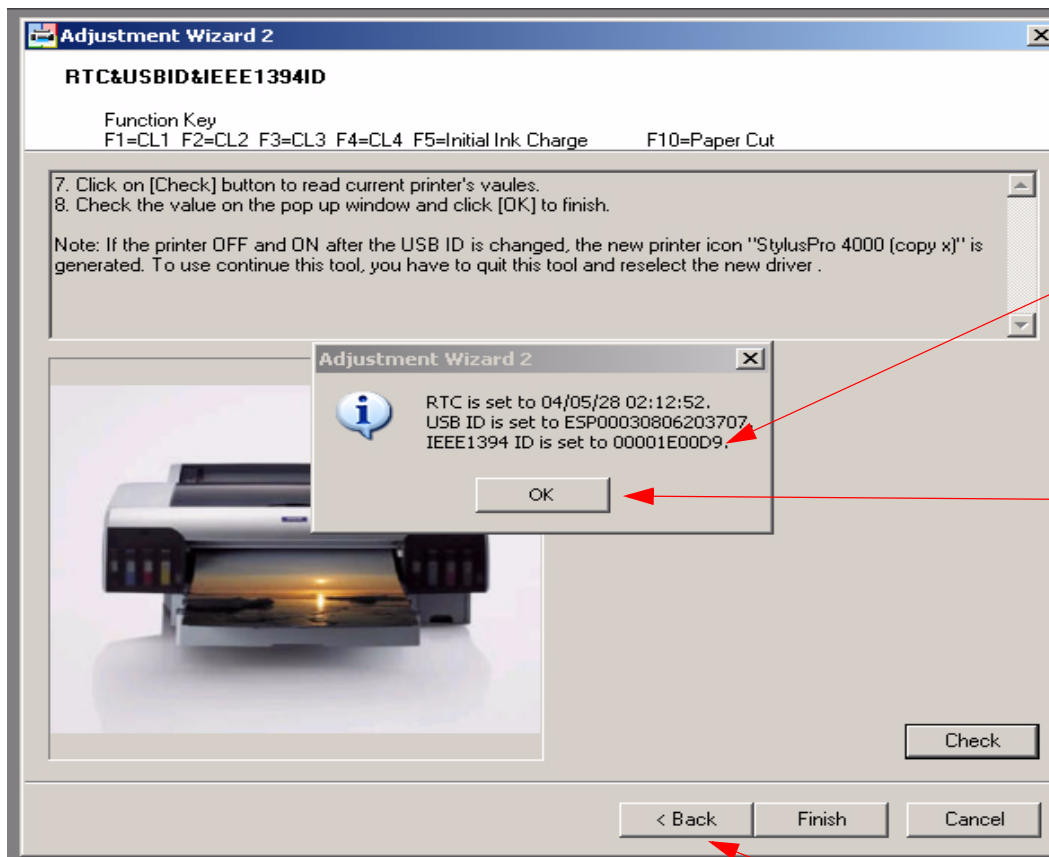 Adjustment Wizard 2
RTC&USBID&IEEE1394ID
Function Key
F1=CL1 F2=CL2 F3=CL3 F4=CL4 F5=Initial Ink Charge F10=Paper Cut
7. Click on [Check] button to read current printer's vaules.
8. Check the value on the pop up window and click [OK] to finish.
Note: If the printer OFF and ON after the USB ID is changed, the new printer icon "StylusPro 4000 (copy x)" is
generated. To use continue this tool, you have to quit this tool and reselect the new driver .
Adjustment Wizard 2
RTC is set to 04/05/28 02:12:52.
USB ID is set to ESP00030806203707.
IEEE1394 ID is set to 00001E00D9.
OK
Check
< Back Finish Cancel